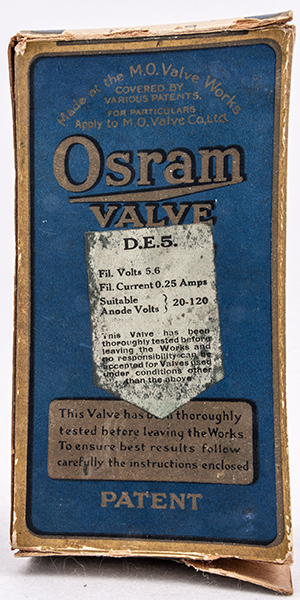 Made at the M.O. Valve Works
COVERED BY
VARIOUS PATENTS.
FOR PARTICULARS
Apply to M.O. Valve Co., Ltd.
Osram
VALVE
D.E.5.
Fil. Volts 5.6
Fil. Current 0.25 Amps
Suitable
Anode Volts } 20-120
This Valve has been
thoroughly tested before
leaving the Works and
no responsibility can be
accepted for Valves used
under conditions other
than the above
This Valve has been thoroughly
tested before leaving the Works.
To ensure best results follow
carefully the instructions enclosed
PATENT